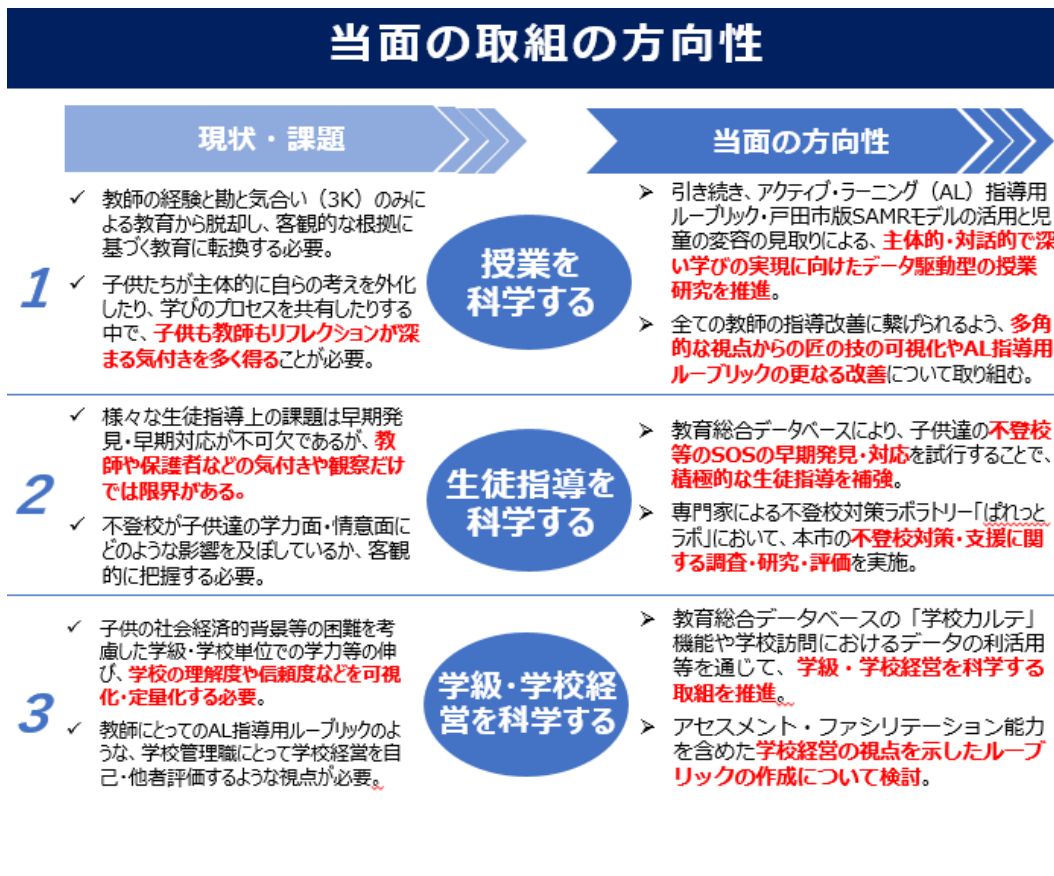 当面の取組の方向性
現状・課題
当面の方向性
1
✓ 教師の経験と勘と気合い（3K）のみに
よる教育から脱却し、客観的な根拠に
基づく教育に転換する必要。
✓ 子供たちが主体的に自らの考えを外化
したり、学びのプロセスを共有したりする
中で、子供も教師もリフレクションが深
まる気付きを多く得ることが必要。
授業を
科学する
➢ 引き続き、アクティブ・ラーニング（AL）指導用
ルーブリック・戸田市版SAMRモデルの活用と児
童の変容の見取りによる、主体的・対話的で深
い学びの実現に向けたデータ駆動型の授業
研究を推進。
➢ 全ての教師の指導改善に繋げられるよう、多角
的な視点からの匠の技の可視化やAL指導用
ルーブリックの更なる改善について取り組む。
2
✓ 様々な生徒指導上の課題は早期発
見・早期対応が不可欠であるが、教
師や保護者などの気付きや観察だけ
では限界がある。
✓ 不登校が子供達の学力面・情意面に
どのような影響を及ぼしているか、客観
的に把握する必要。
生徒指導を
科学する
➢ 教育総合データベースにより、子供達の不登校
等のSOSの早期発見・対応を試行することで、
積極的な生徒指導を補強。
➢ 専門家による不登校対策ラボラトリー「ぱれっと
ラボ」において、本市の不登校対策・支援に関
する調査・研究・評価を実施。
3
✓ 子供の社会経済的背景等の困難を考
慮した学級・学校単位での学力等の伸
び、学校の理解度や信頼度などを可視
化・定量化する必要。
✓ 教師にとってのAL指導用ルーブリックのよ
うな、学校管理職にとって学校経営を自
己・他者評価するような視点が必要。
学級・学校経
営を科学する
➢ 教育総合データベースの「学校カルテ」
機能や学校訪問におけるデータの利活用
等を通じて、学級・学校経営を科学する
取組を推進。
➢ アセスメント・ファシリテーション能力
を含めた学校経営の視点を示したルーブ
リックの作成について検討。